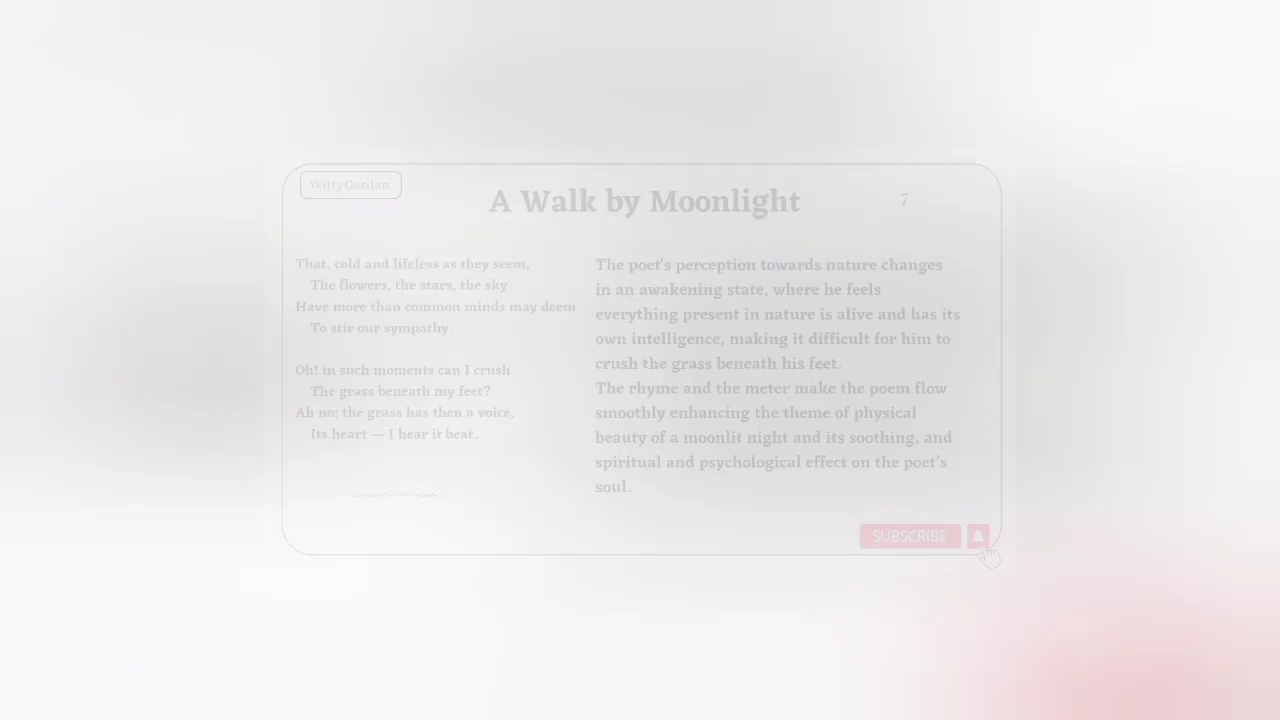 WittyGarden
A Walk by Moonlight
7
That, cold and lifeless as they seem,
The flowers, the stars, the sky
Have more than common minds may deem
To stir our sympathy.
Oh! in such moments can I crush
The grass beneath my feet?
Ah no; the grass has then a voice,
Its heart — I hear it beat.
The poet's perception towards nature changes
in an awakening state, where he feels
everything present in nature is alive and has its
own intelligence, making it difficult for him to
crush the grass beneath his feet.
The rhyme and the meter make the poem flow
smoothly enhancing the theme of physical
beauty of a moonlit night and its soothing, and
spiritual and psychological effect on the poet's
soul.
SUBSCRIBE